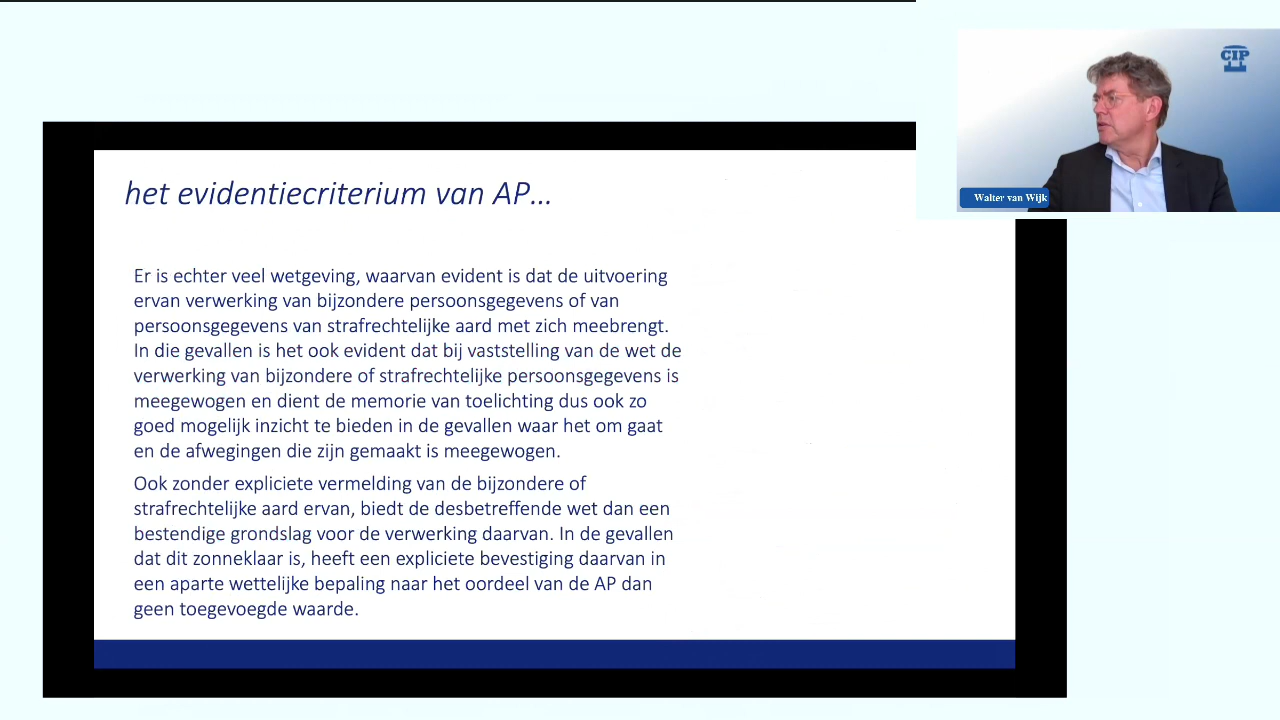 het evidentiecriterium van AP...
Er is echter veel wetgeving, waarvan evident is dat de uitvoering
ervan verwerking van bijzondere persoonsgegevens of van
persoonsgegevens van strafrechtelijke aard met zich meebrengt.
In die gevallen is het ook evident dat bij vaststelling van de wet de
verwerking van bijzondere of strafrechtelijke persoonsgegevens is
meegewogen en dient de memorie van toelichting dus ook zo
goed mogelijk inzicht te bieden in de gevallen waar het om gaat
en de afwegingen die zijn gemaakt is meegewogen.
Ook zonder expliciete vermelding van de bijzondere of
strafrechtelijke aard ervan, biedt de desbetreffende wet dan een
bestendige grondslag voor de verwerking daarvan. In de gevallen
dat dit zonneklaar is, heeft een expliciete bevestiging daarvan in
een aparte wettelijke bepaling naar het oordeel van de AP dan
geen toegevoegde waarde.
CIP
Walter van Wijk